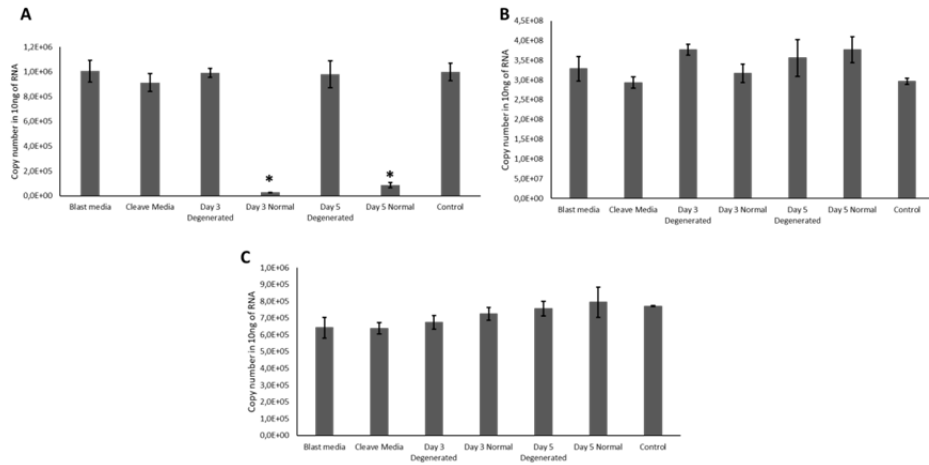 A
Copy number in 10ng of RNA
1,2E+06
1,0E+06
8,0E+05
6,0E+05
4,0E+05
2,0E+05
0,0E+00
*
*
Blast media
Cleave Media
Day 3
Degenerated
Day 3 Normal
Day 5
Degenerated
Day 5 Normal
Control
B
Copy number in 10ng of RNA
4,5E+08
4,0E+08
3,5E+08
3,0E+08
2,5E+08
2,0E+08
1,5E+08
1,0E+08
5,0E+07
0,0E+00
Blast media
Cleave Media
Day 3
Degenerated
Day 3 Normal
Day 5
Degenerated
Day 5 Normal
Control
C
Copy number in 10ng of RNA
1,0E+06
9,0E+05
8,0E+05
7,0E+05
6,0E+05
5,0E+05
4,0E+05
3,0E+05
2,0E+05
1,0E+05
0,0E+00
Blast media
Cleave Media
Day 3
Degenerated
Day 3 Normal
Day 5
Degenerated
Day 5 Normal
Control